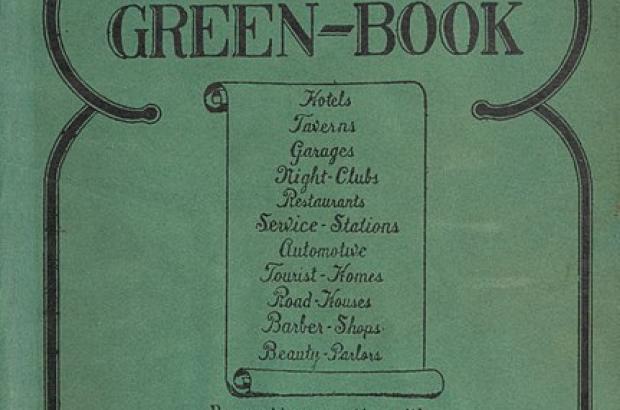 GREEN-BOOK
Hotels
Taverns
Garages
Night-Clubs
Restaurants
Service-Stations
Automotive
Tourist-Homes
Road-Houses
Barber-Shops
Beauty-Parlors